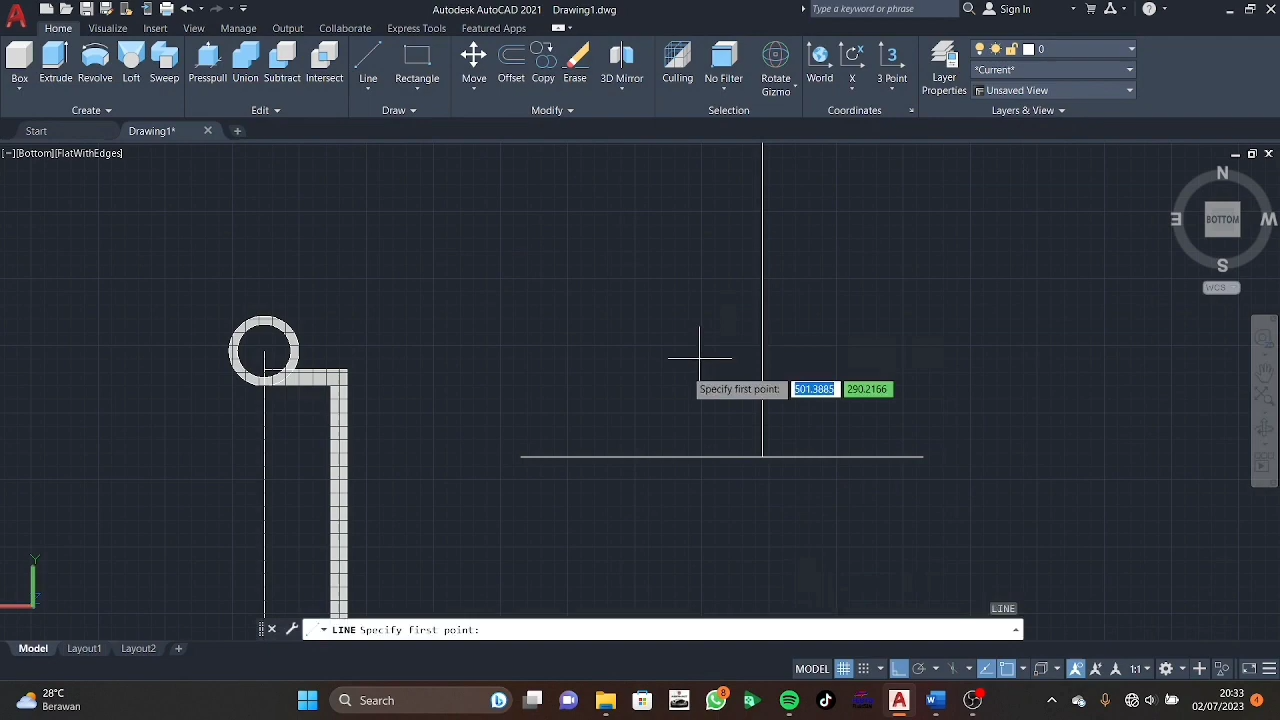 Autodesk AutoCAD 2021 Drawing1.dwg
Type a keyword or phrase
Sign In
Home Visualize Insert View Manage Output Collaborate Express Tools Featured Apps
Box Extrude Revolve Loft Sweep Presspull Union Subtract Intersect Line Rectangle Move Offset Copy Erase 3D Mirror Culling No Filter Rotate Gizmo World X 3 Point Layer Properties
0
*Current*
Unsaved View
Create Edit Draw Modify Selection Coordinates Layers & View
Start Drawing1*
[−][Bottom][FlatWithEdges]
N
E BOTTOM W
S
WCS
Specify first point: 501.3885 290.2166
Y
LINE
LINE Specify first point:
Model Layout1 Layout2
MODEL 1:1
28°C
Berawan
Search
8
20:33
02/07/2023
4